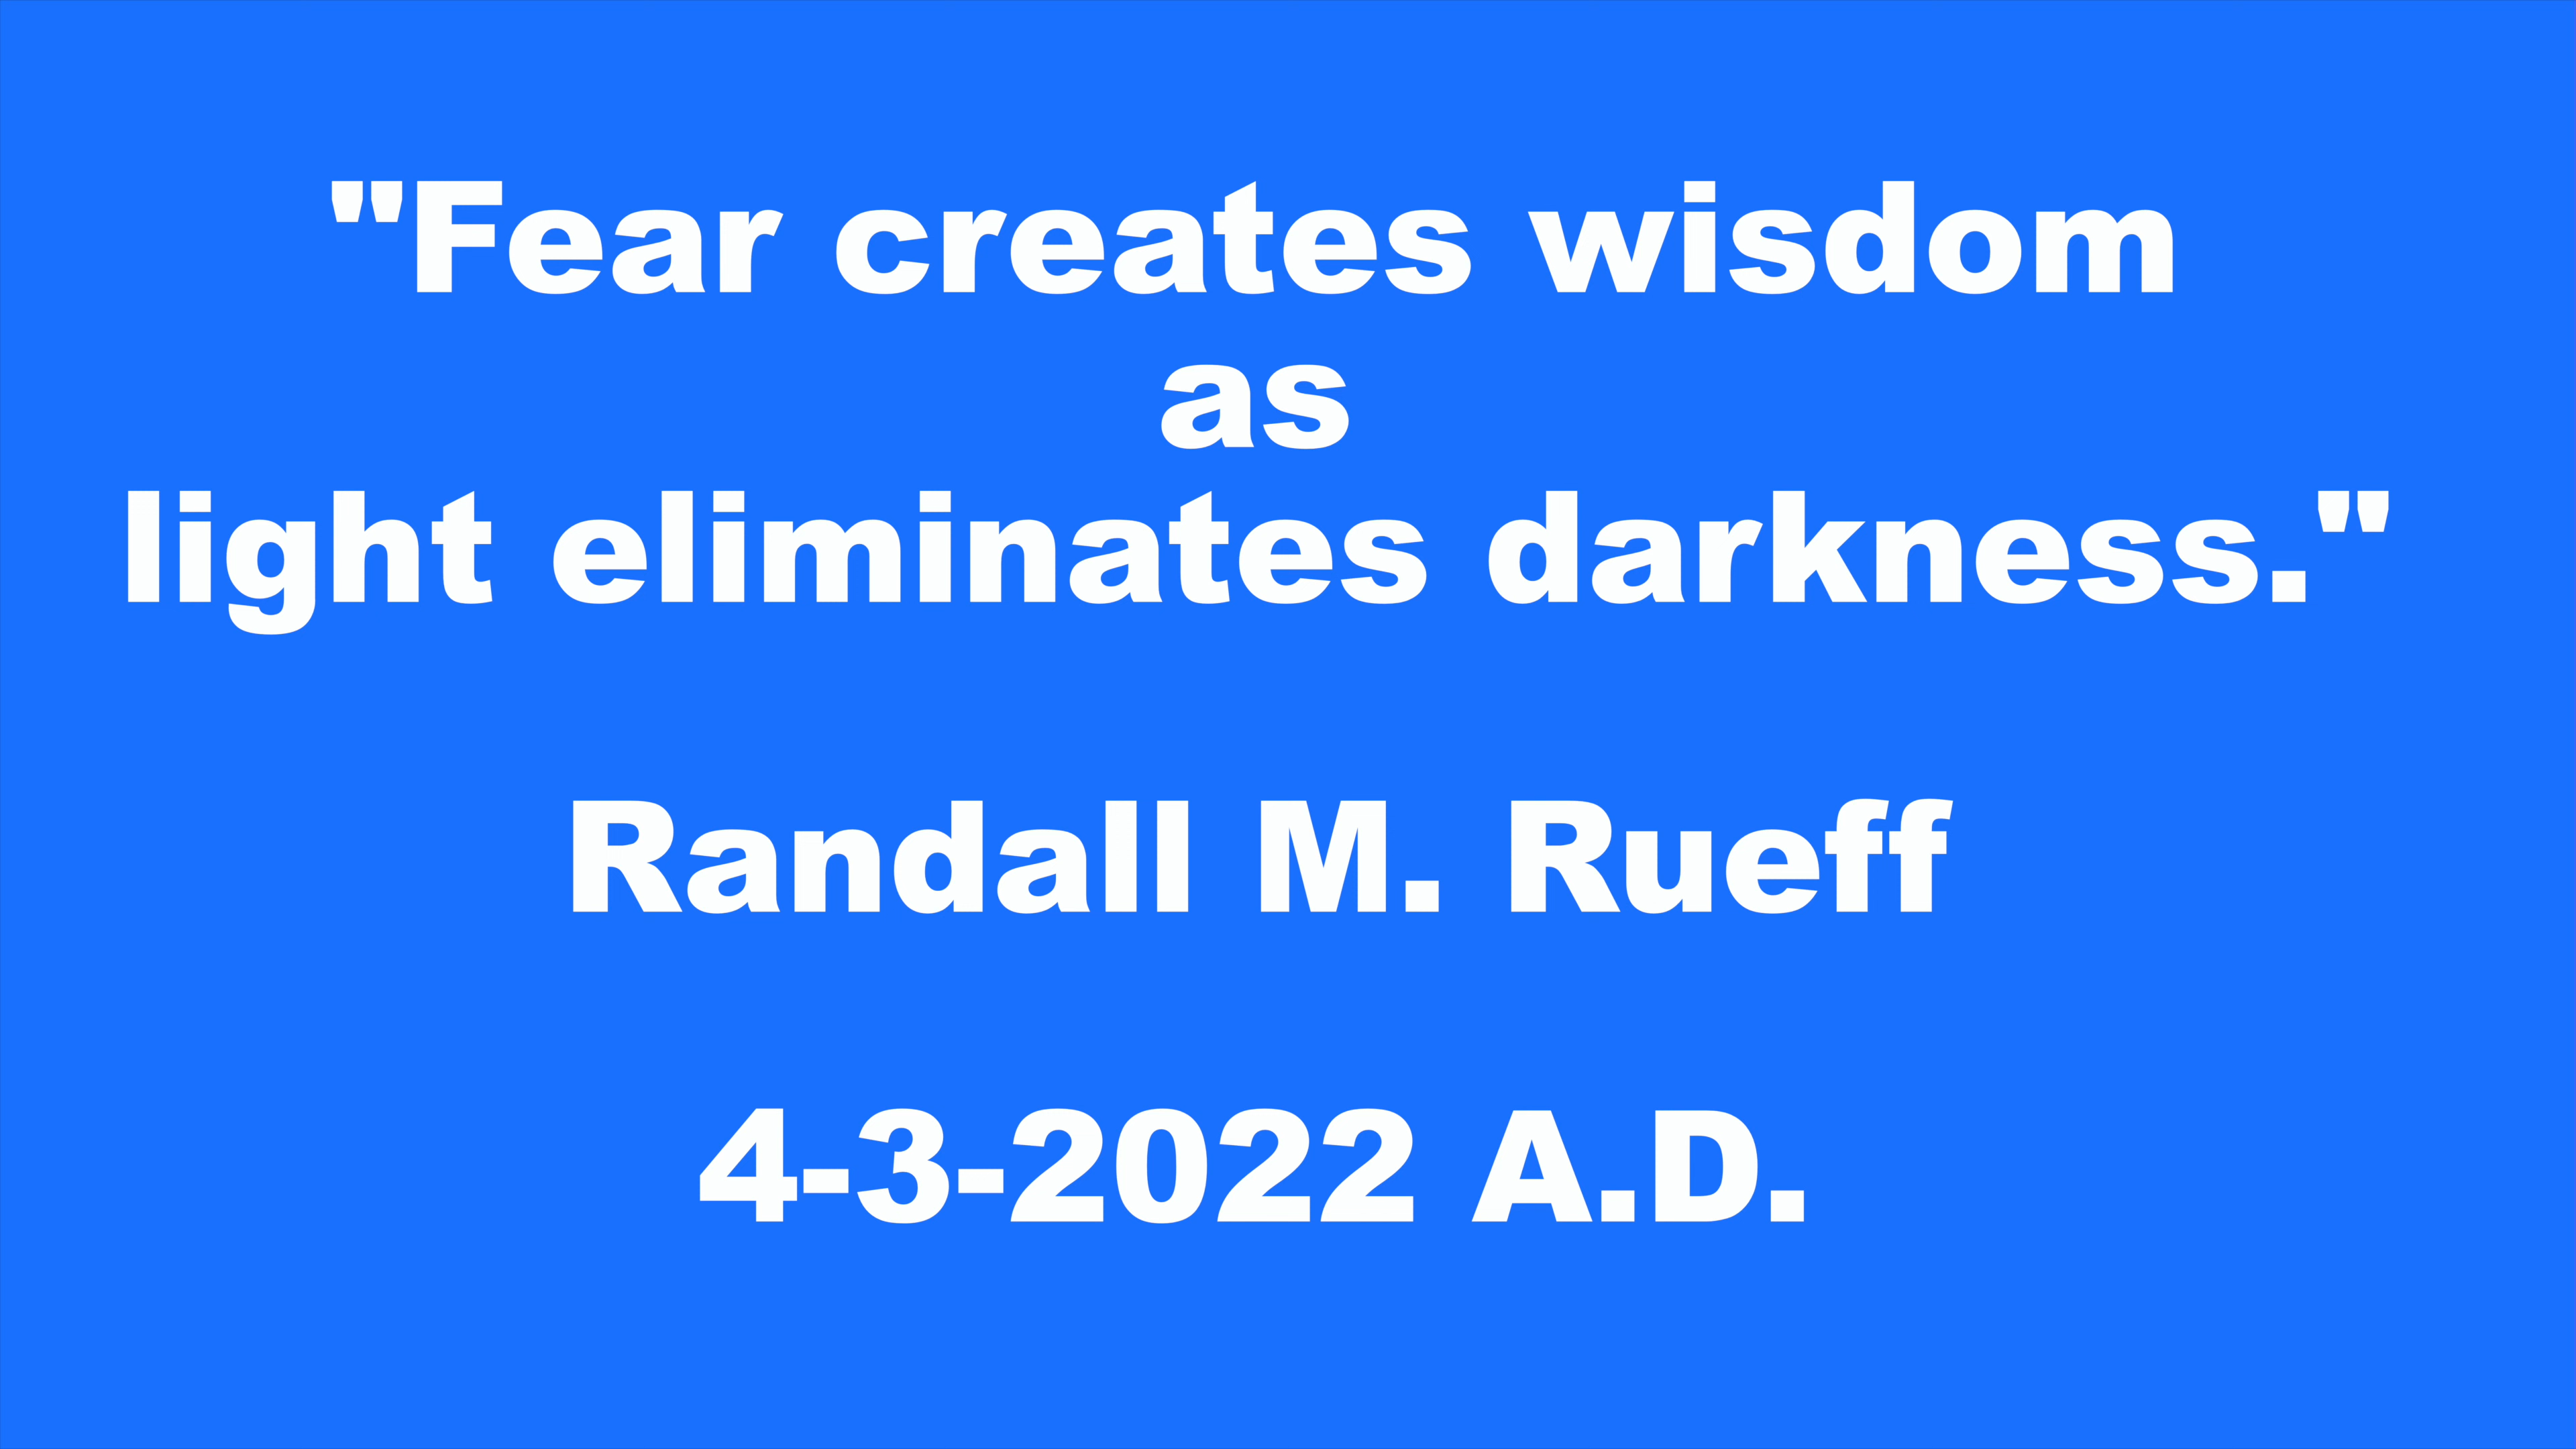 "Fear creates wisdom
as
light eliminates darkness."
Randall M. Rueff
4-3-2022 A.D.